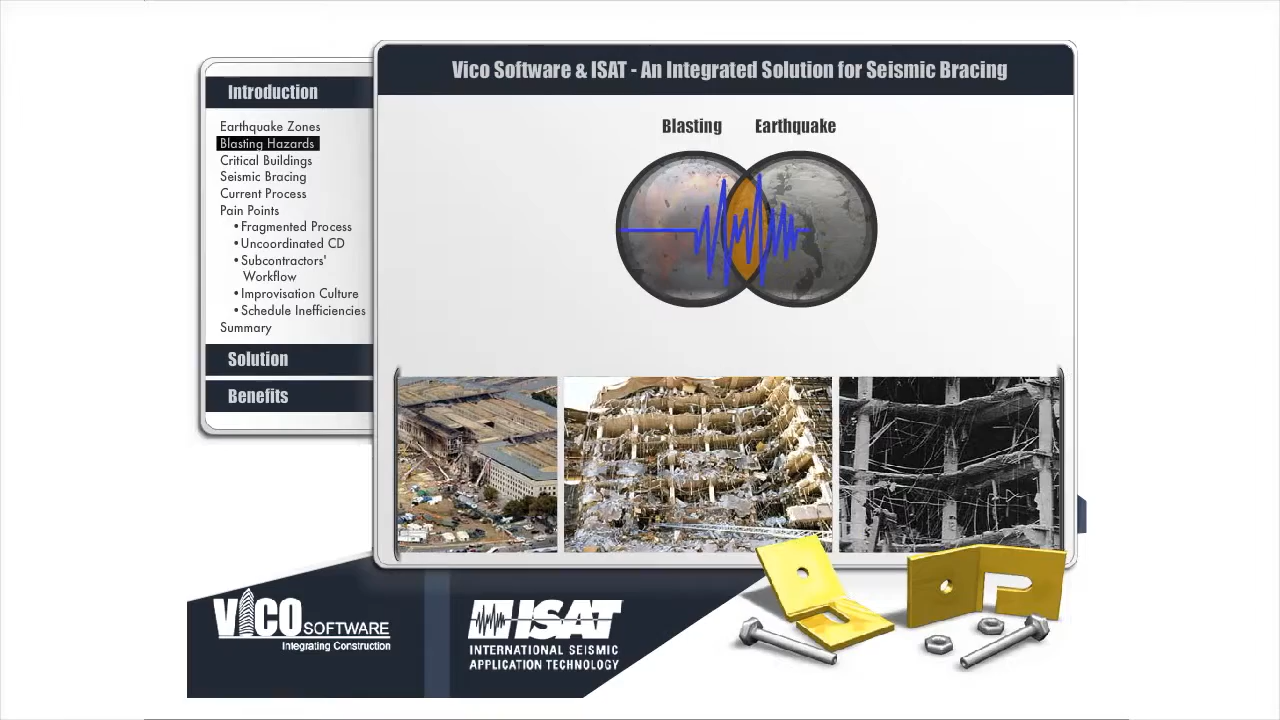 Vico Software & ISAT - An Integrated Solution for Seismic Bracing
Introduction
Earthquake Zones
Blasting Hazards
Critical Buildings
Seismic Bracing
Current Process
Pain Points
•Fragmented Process
•Uncoordinated CD
•Subcontractors'
Workflow
•Improvisation Culture
•Schedule Inefficiencies
Summary
Solution
Benefits
Blasting
Earthquake
VICO SOFTWARE
Integrating Construction
ISAT
INTERNATIONAL SEISMIC
APPLICATION TECHNOLOGY